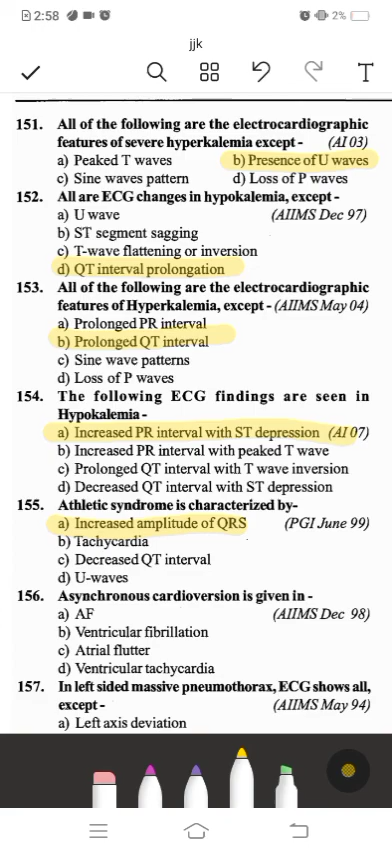 2:58
2%
jjk
T
151. All of the following are the electrocardiographic
features of severe hyperkalemia except - (AI 03)
a) Peaked T waves b) Presence of U waves
c) Sine waves pattern d) Loss of P waves
152. All are ECG changes in hypokalemia, except -
a) U wave (AIIMS Dec 97)
b) ST segment sagging
c) T-wave flattening or inversion
d) QT interval prolongation
153. All of the following are the electrocardiographic
features of Hyperkalemia, except - (AIIMS May 04)
a) Prolonged PR interval
b) Prolonged QT interval
c) Sine wave patterns
d) Loss of P waves
154. The following ECG findings are seen in
Hypokalemia -
a) Increased PR interval with ST depression (AI 07)
b) Increased PR interval with peaked T wave
c) Prolonged QT interval with T wave inversion
d) Decreased QT interval with ST depression
155. Athletic syndrome is characterized by-
a) Increased amplitude of QRS (PGI June 99)
b) Tachycardia
c) Decreased QT interval
d) U-waves
156. Asynchronous cardioversion is given in -
a) AF (AIIMS Dec 98)
b) Ventricular fibrillation
c) Atrial flutter
d) Ventricular tachycardia
157. In left sided massive pneumothorax, ECG shows all,
except - (AIIMS May 94)
a) Left axis deviation